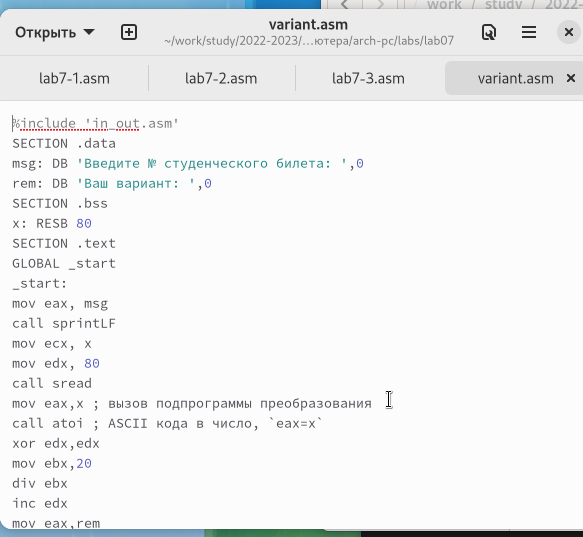 work / study / 2022-
Открыть
variant.asm
~/work/study/2022-2023/…ютера/arch-pc/labs/lab07
lab7-1.asm
lab7-2.asm
lab7-3.asm
variant.asm
%include 'in_out.asm'
SECTION .data
msg: DB 'Введите № студенческого билета: ',0
rem: DB 'Ваш вариант: ',0
SECTION .bss
x: RESB 80
SECTION .text
GLOBAL _start
_start:
mov eax, msg
call sprintLF
mov ecx, x
mov edx, 80
call sread
mov eax,x ; вызов подпрограммы преобразования
call atoi ; ASCII кода в число, `eax=x`
xor edx,edx
mov ebx,20
div ebx
inc edx
mov eax,rem